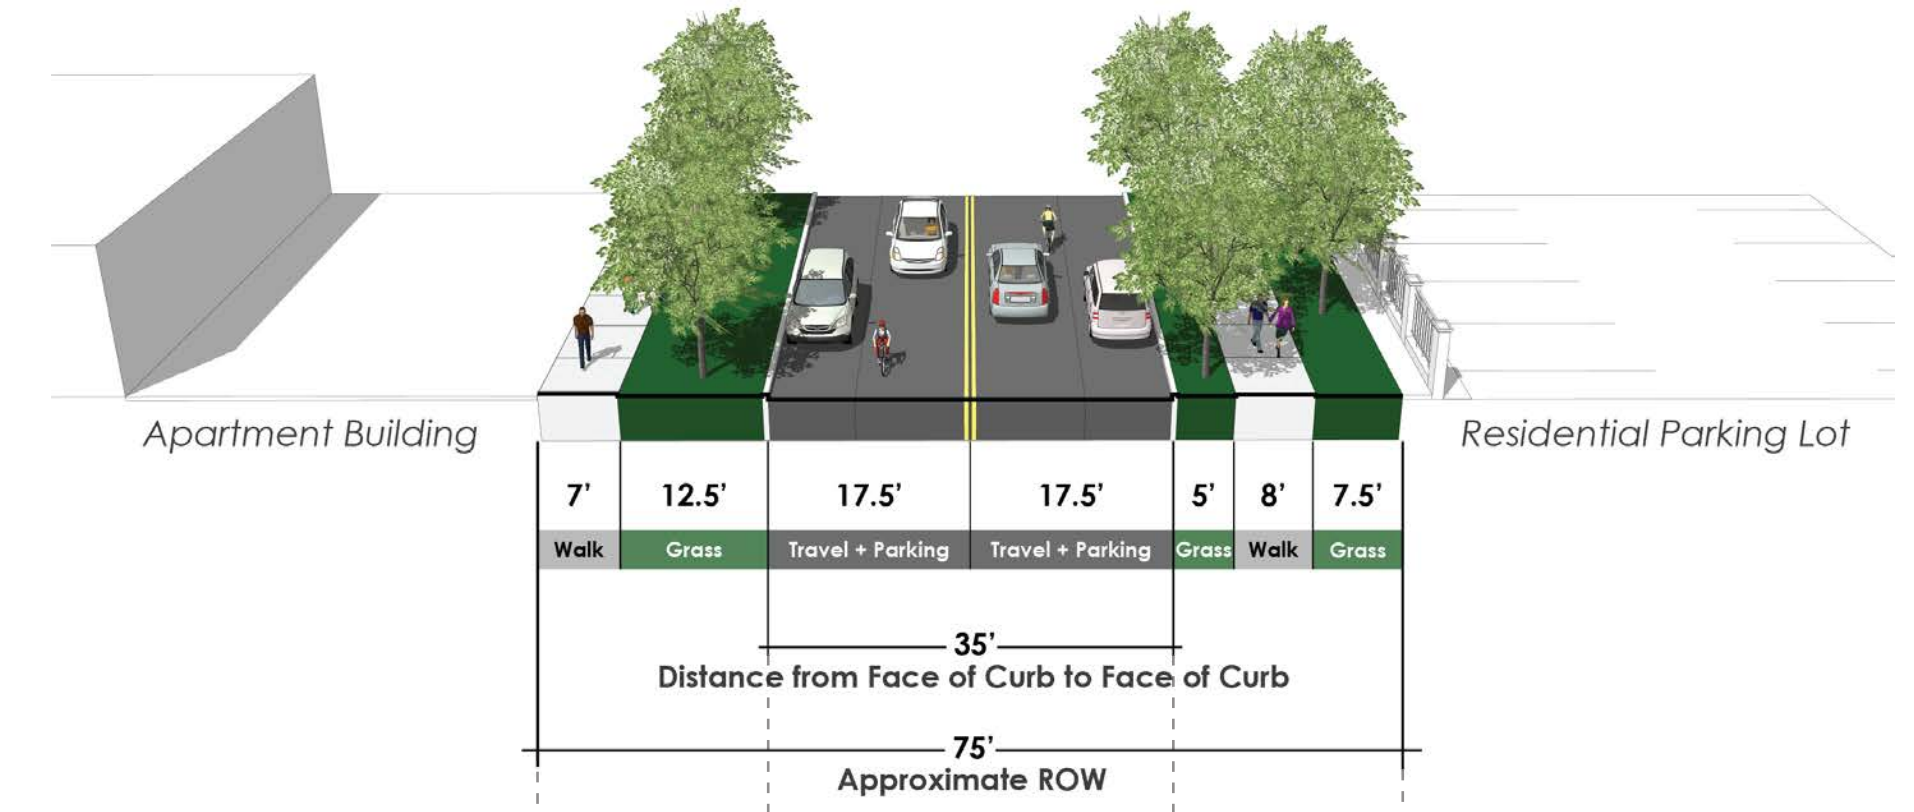 Apartment Building
Residential Parking Lot
7’ 12.5’ 17.5’ 17.5’ 5’ 8’ 7.5’
Walk Grass Travel + Parking Travel + Parking Grass Walk Grass
35’
Distance from Face of Curb to Face of Curb
75’
Approximate ROW